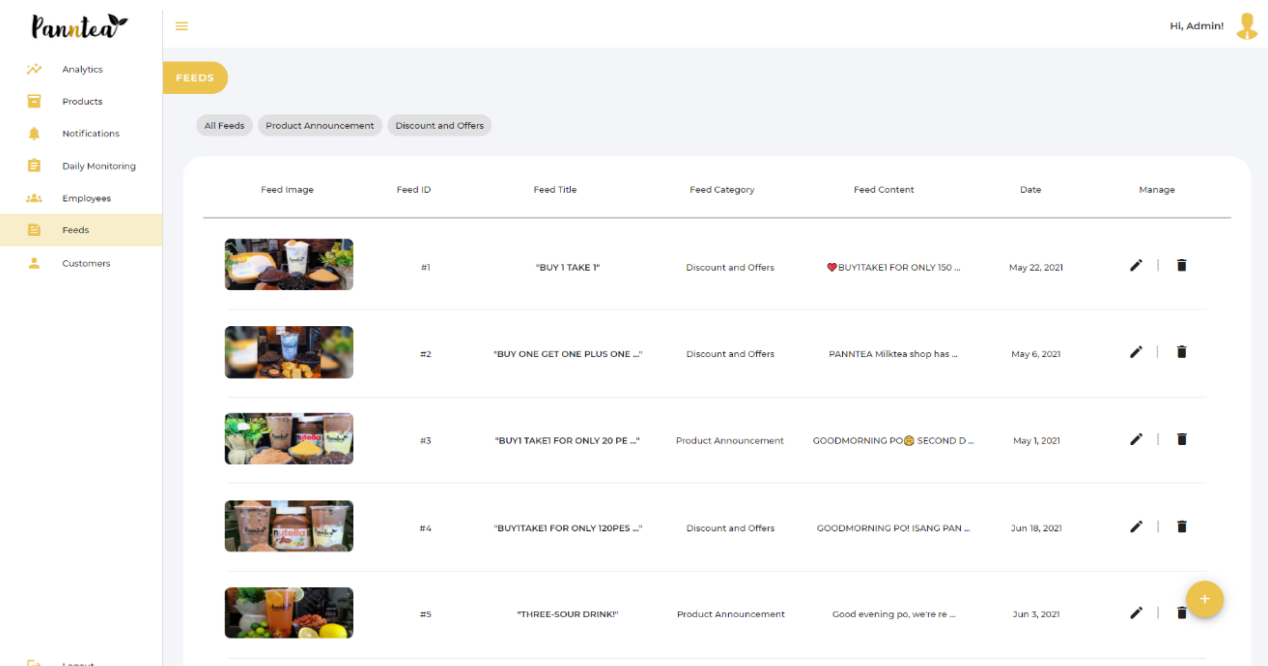 Panntea
Hi, Admin!
Analytics
Products
Notifications
Daily Monitoring
Employees
Feeds
Customers
Logout
FEEDS
All Feeds
Product Announcement
Discount and Offers
Feed Image Feed ID Feed Title Feed Category Feed Content Date Manage
#1 "BUY 1 TAKE 1" Discount and Offers ❤️BUY1TAKE1 FOR ONLY 150 ... May 22, 2021
#2 "BUY ONE GET ONE PLUS ONE ..." Discount and Offers PANNTEA Milktea shop has ... May 6, 2021
nutella
#3 "BUY1 TAKE1 FOR ONLY 20 PE ..." Product Announcement GOODMORNING PO😊 SECOND D ... May 1, 2021
nutella
#4 "BUY1TAKE1 FOR ONLY 120PES ..." Discount and Offers GOODMORNING PO! ISANG PAN ... Jun 18, 2021
#5 "THREE-SOUR DRINK!" Product Announcement Good evening po, we're re ... Jun 3, 2021
+